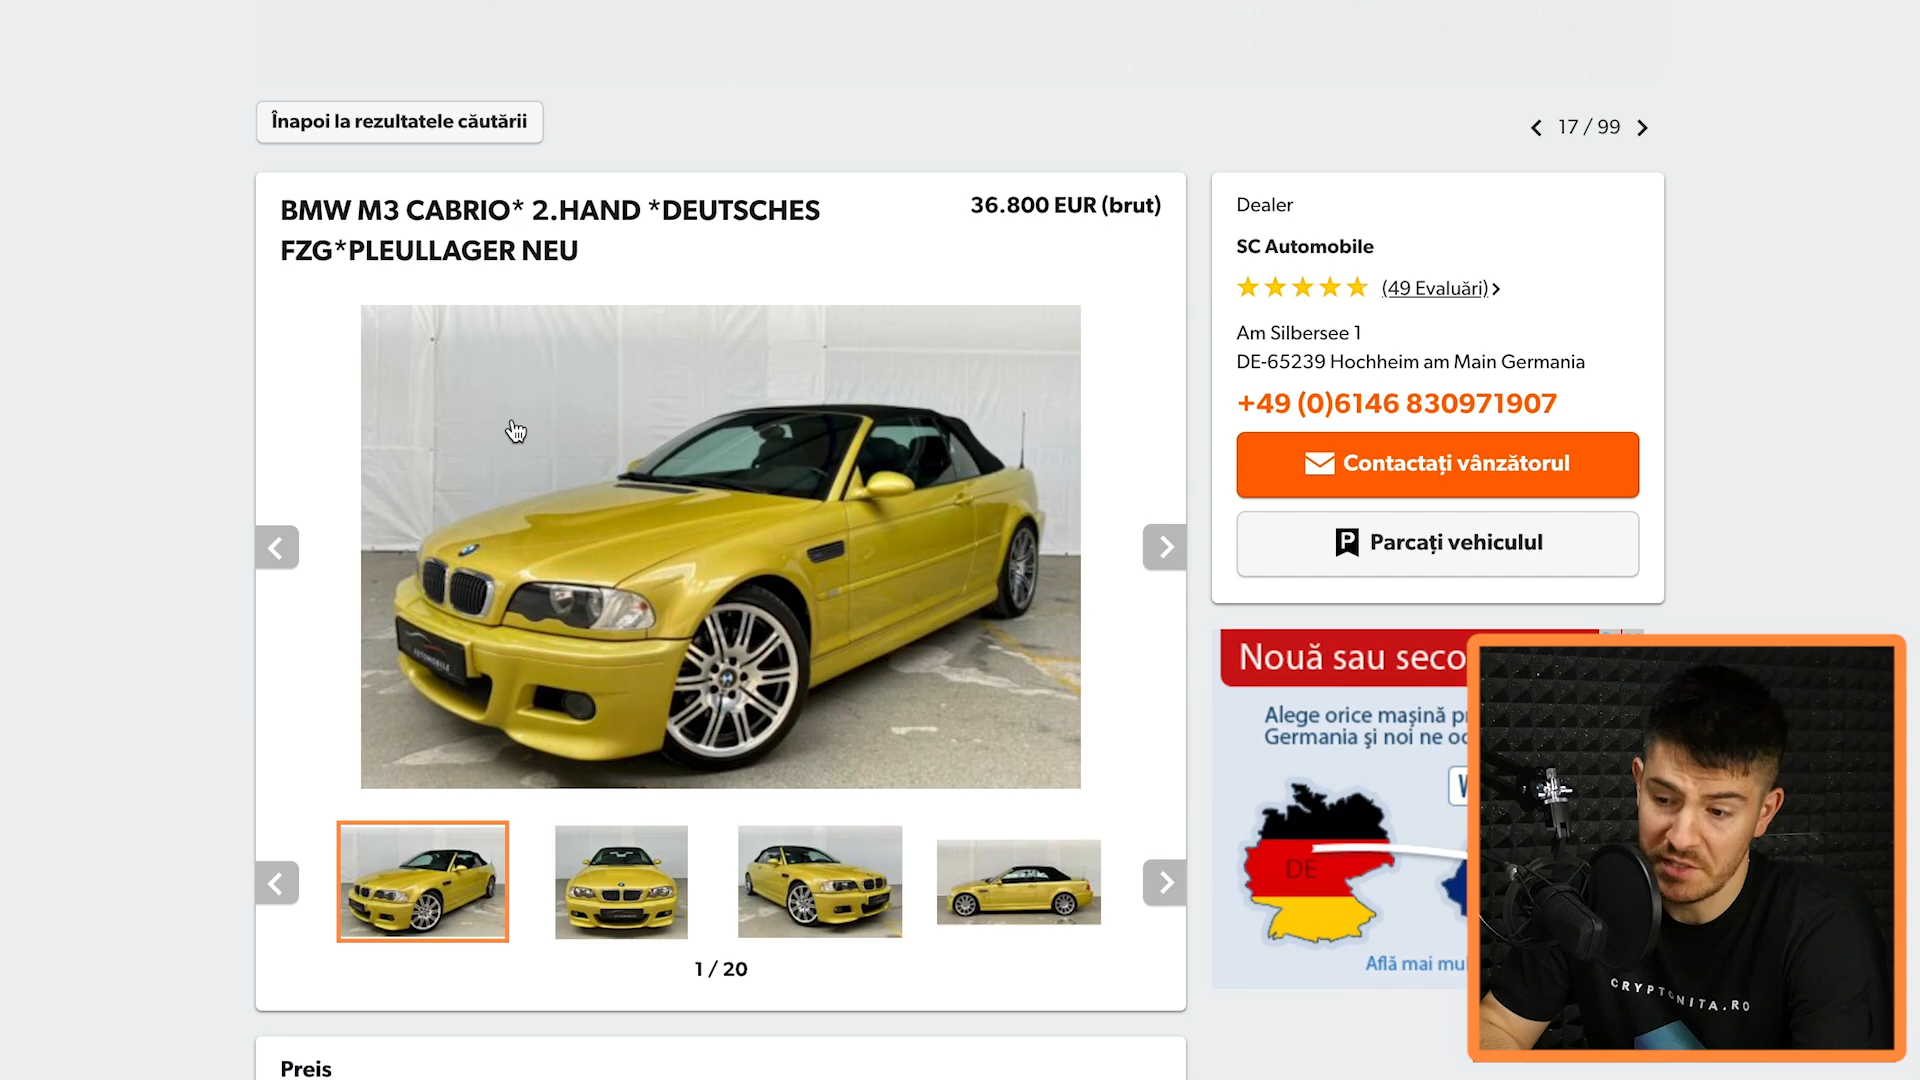 Înapoi la rezultatele căutării
17 / 99
BMW M3 CABRIO* 2.HAND *DEUTSCHES
FZG*PLEULLAGER NEU
36.800 EUR (brut)
1 / 20
Preis
Dealer
SC Automobile
(49 Evaluări)
Am Silbersee 1
DE-65239 Hochheim am Main Germania
+49 (0)6146 830971907
Contactați vânzătorul
P Parcați vehiculul
Nouă sau seco
Alege orice mașină
Germania și noi ne
DE
Află mai
CRYPTONITA.RO
AUTOMOBILE